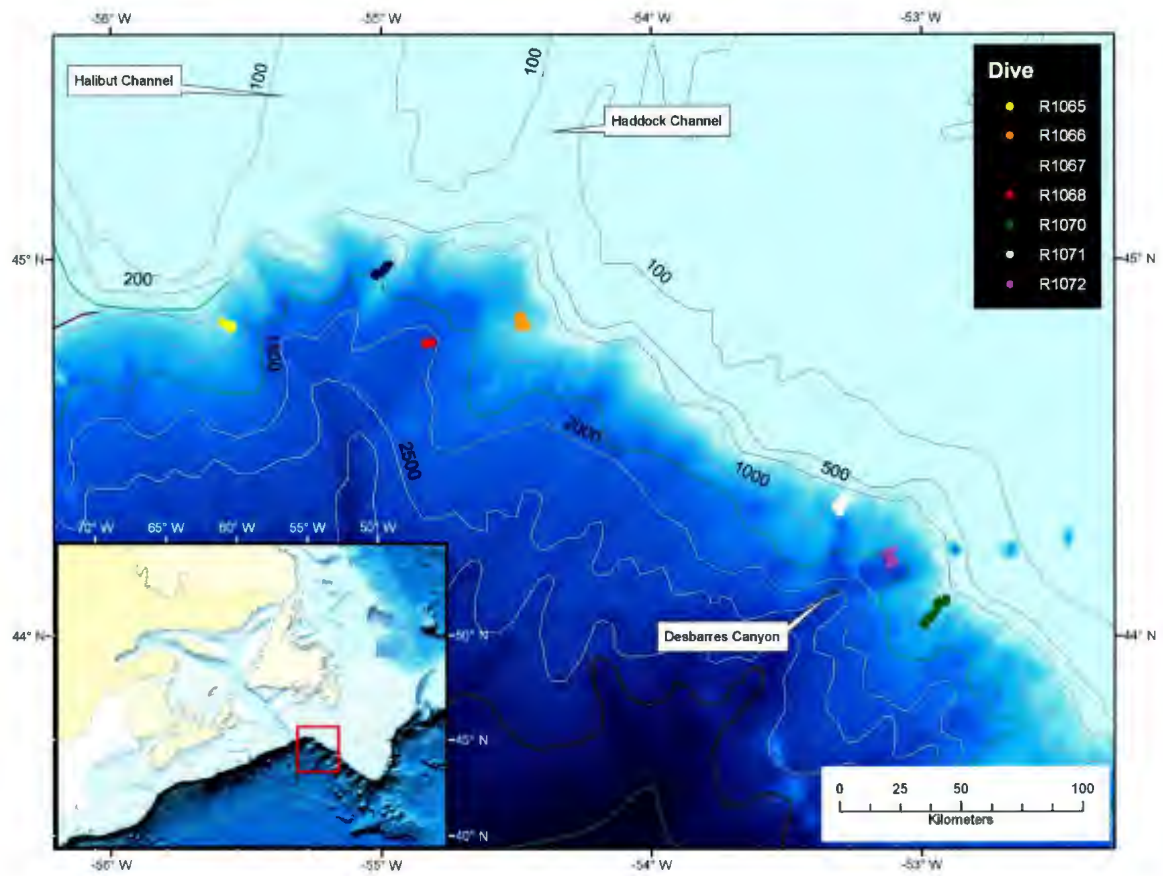 -56° W -55° W -54° W -53° W
Halibut Channel
100
100
Haddock Channel
Dive
R1065
R1066
R1067
R1068
R1070
R1071
R1072
45° N
45° N
200
100
2000
2500
1000
500
65° W 60° W 55° W 50° W
44° N
44° N
Desbarres Canyon
50° N
45° N
40° N
0 25 50 100
Kilometers
-56° W -55° W -54° W -53° W